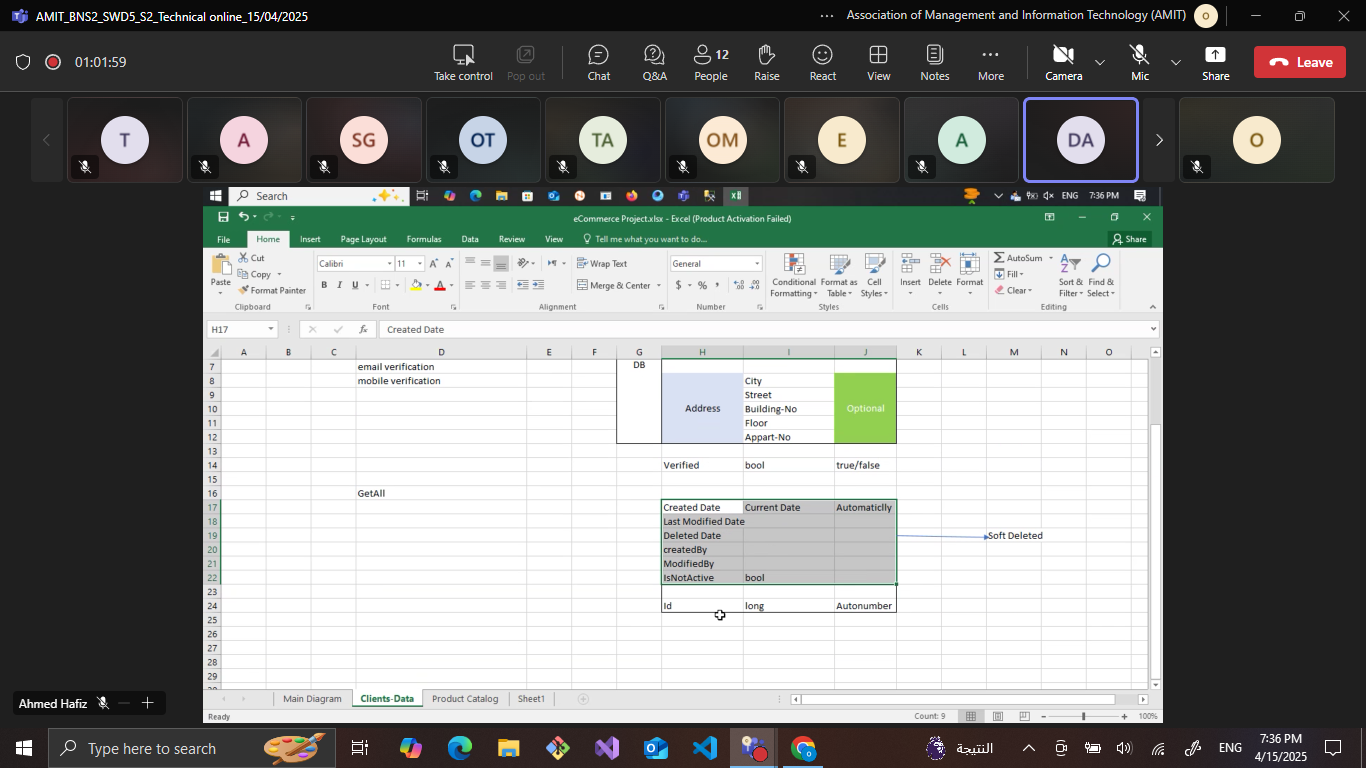 AMIT_BNS2_SWD5_S2_Technical online_15/04/2025
Association of Management and Information Technology (AMIT)
O
01:01:59
Take control
Pop out
Chat
Q&A
12
People
Raise
React
View
Notes
More
Camera
Mic
Share
Leave
T
A
SG
OT
TA
OM
E
A
DA
O
Search
ENG
7:36 PM
eCommerce Project.xlsx - Excel (Product Activation Failed)
File
Home
Insert
Page Layout
Formulas
Data
Review
View
Tell me what you want to do...
Share
Paste
Cut
Copy
Format Painter
Clipboard
Calibri
11
B I U
Font
Wrap Text
Merge & Center
Alignment
General
$ % ,
Number
Conditional Formatting
Format as Table
Cell Styles
Styles
Insert
Delete
Format
Cells
AutoSum
Fill
Clear
Sort & Filter
Find & Select
Editing
H17
fx
Created Date
A B C D E F G H I J K L M N O
7 email verification DB
8 mobile verification City
9 Street
10 Address Building-No Optional
11 Floor
12 Appart-No
13
14 Verified bool true/false
15
16 GetAll
17 Created Date Current Date Automaticlly
18 Last Modified Date
19 Deleted Date Soft Deleted
20 createdBy
21 ModifiedBy
22 IsNotActive bool
23
24 Id long Autonumber
25
26
27
28
29
Main Diagram
Clients-Data
Product Catalog
Sheet1
Ready
Count: 9
100%
Ahmed Hafiz
Type here to search
النتيجة
ENG
7:36 PM
4/15/2025